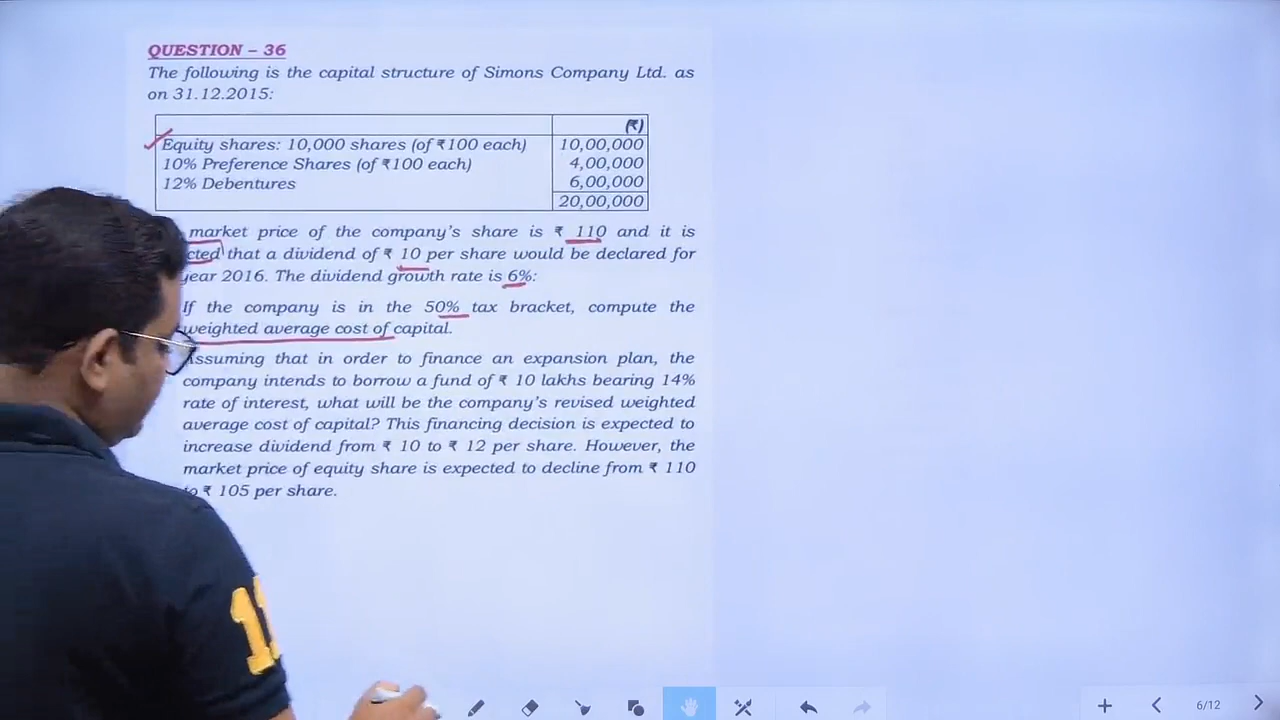 QUESTION – 36
The following is the capital structure of Simons Company Ltd. as
on 31.12.2015:
(₹)
Equity shares: 10,000 shares (of ₹100 each) 10,00,000
10% Preference Shares (of ₹100 each) 4,00,000
12% Debentures 6,00,000
20,00,000
market price of the company's share is ₹ 110 and it is
cted that a dividend of ₹ 10 per share would be declared for
year 2016. The dividend growth rate is 6%:
If the company is in the 50% tax bracket, compute the
weighted average cost of capital.
Assuming that in order to finance an expansion plan, the
company intends to borrow a fund of ₹ 10 lakhs bearing 14%
rate of interest, what will be the company's revised weighted
average cost of capital? This financing decision is expected to
increase dividend from ₹ 10 to ₹ 12 per share. However, the
market price of equity share is expected to decline from ₹ 110
to ₹ 105 per share.
6/12